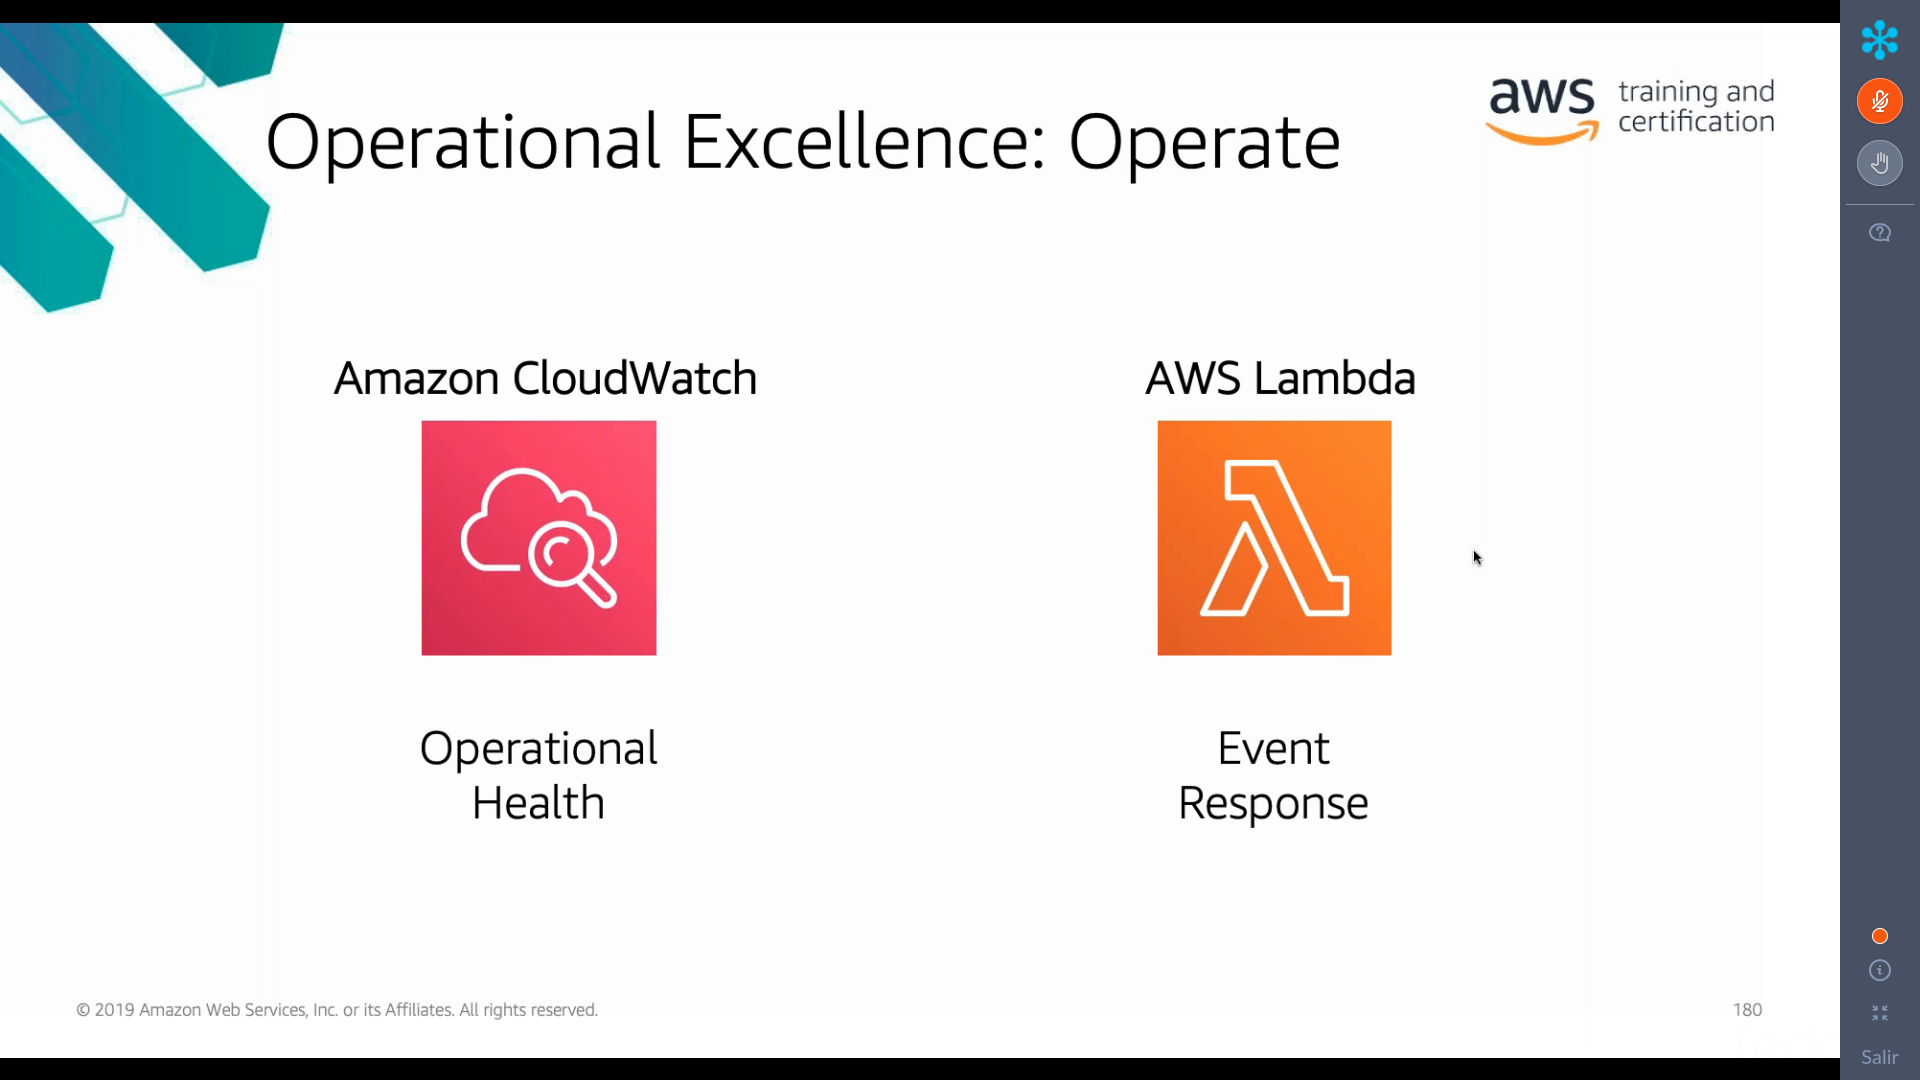 Operational Excellence: Operate
aws training and
certification
Amazon CloudWatch
AWS Lambda
Operational
Health
Event
Response
© 2019 Amazon Web Services, Inc. or its Affiliates. All rights reserved.
180
Salir